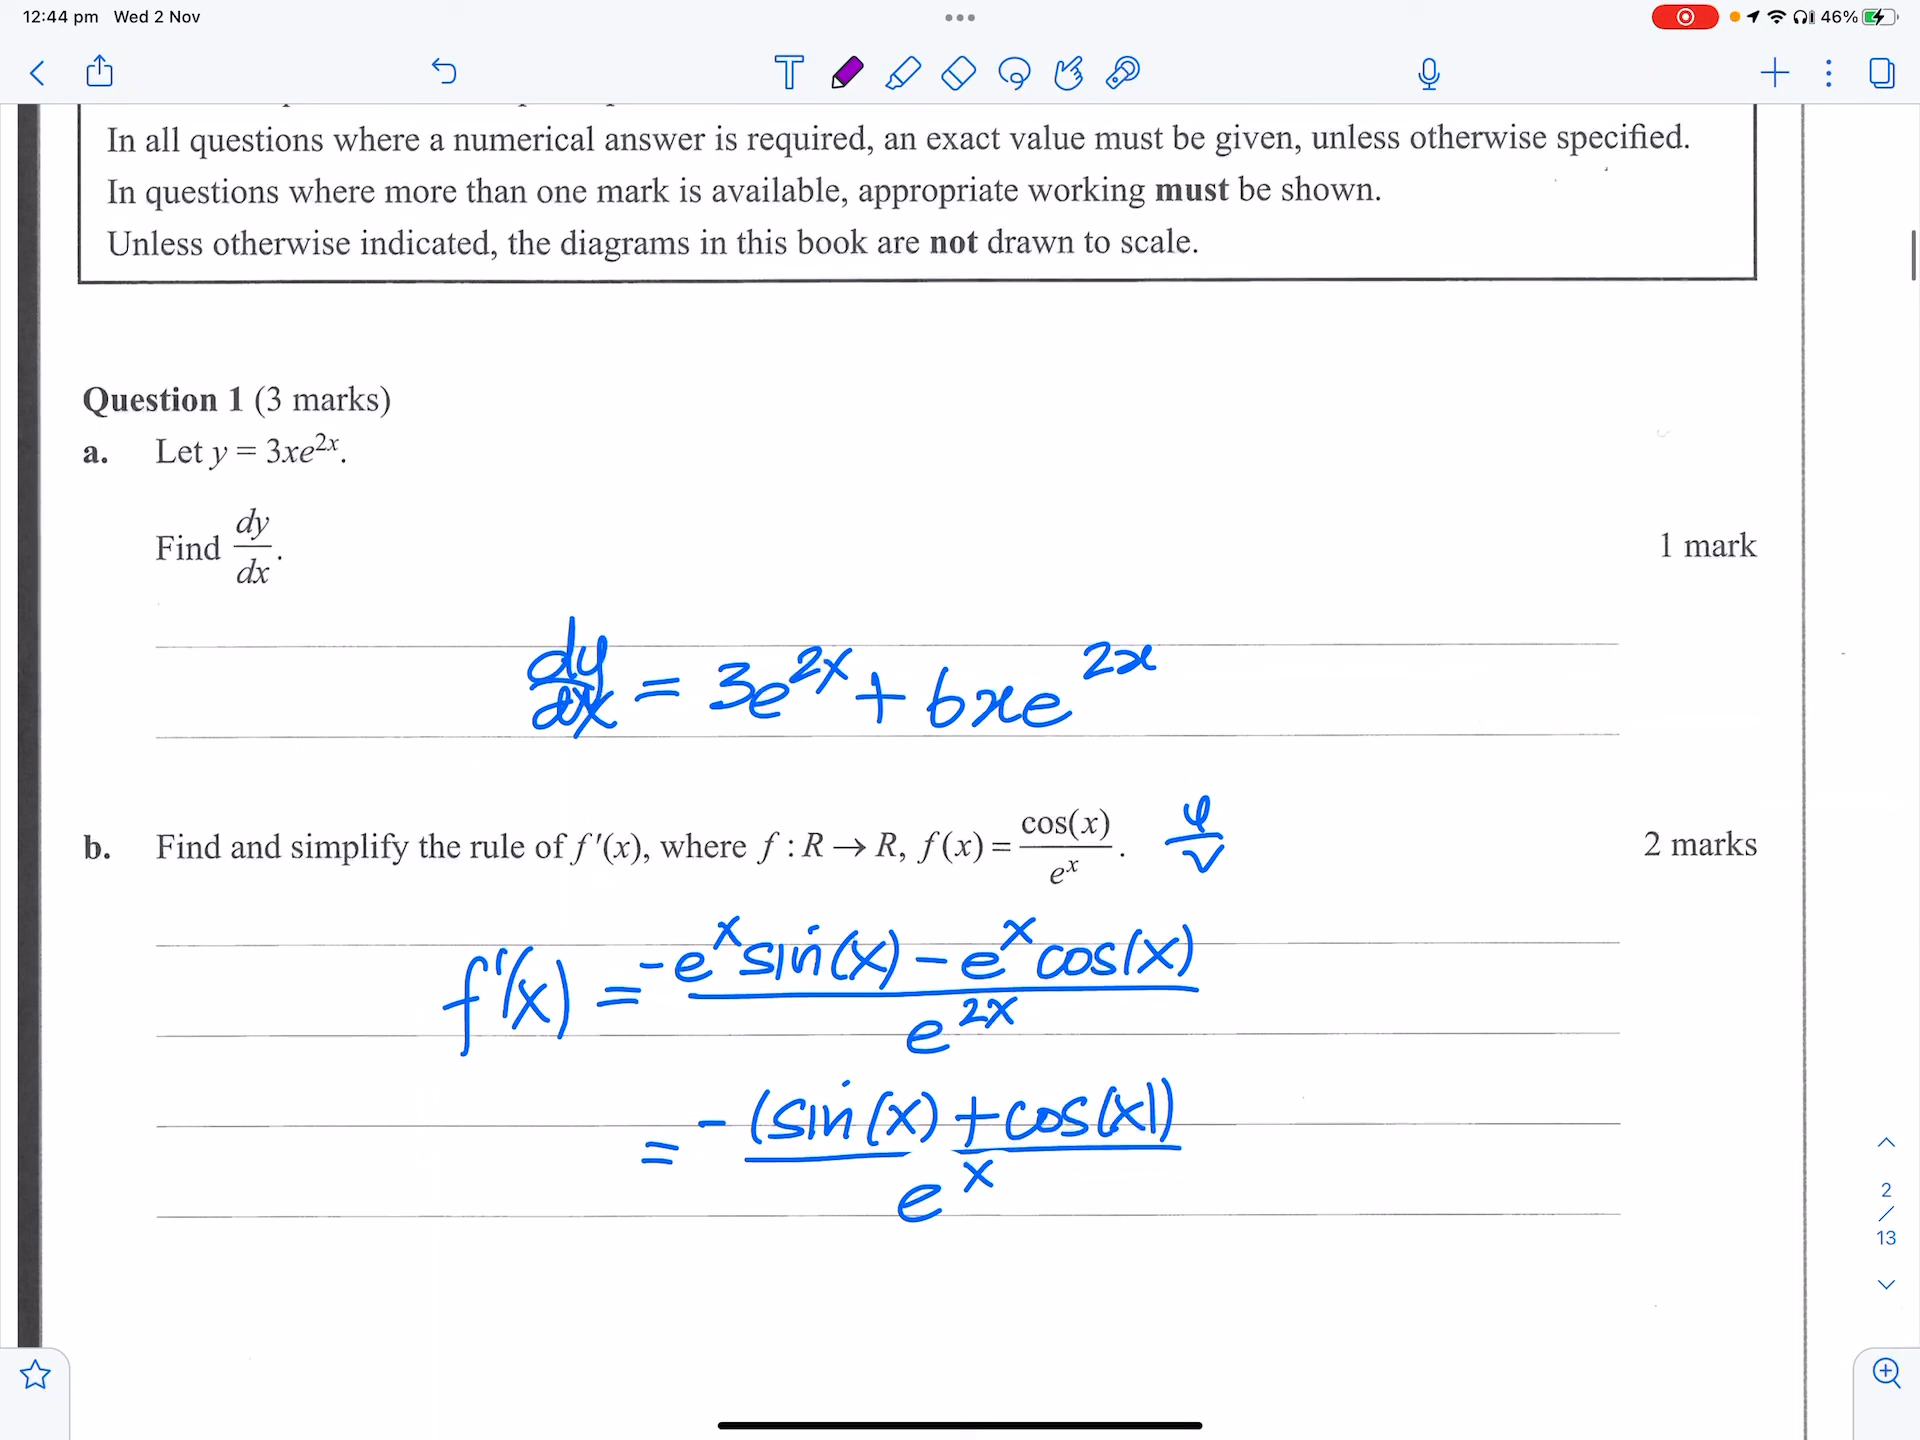 12:44 pm Wed 2 Nov
46%
In all questions where a numerical answer is required, an exact value must be given, unless otherwise specified.
In questions where more than one mark is available, appropriate working must be shown.
Unless otherwise indicated, the diagrams in this book are not drawn to scale.
Question 1 (3 marks)
a. Let y = 3xe^{2x}.
Find dy/dx. 1 mark
dy/dx = 3e^{2x} + 6xe^{2x}
b. Find and simplify the rule of f′(x), where f : R → R, f(x) = cos(x)/e^x. u/v 2 marks
f′(x) = (-e^x sin(x) - e^x cos(x))/e^{2x}
= -(sin(x) + cos(x))/e^x
2
/
13